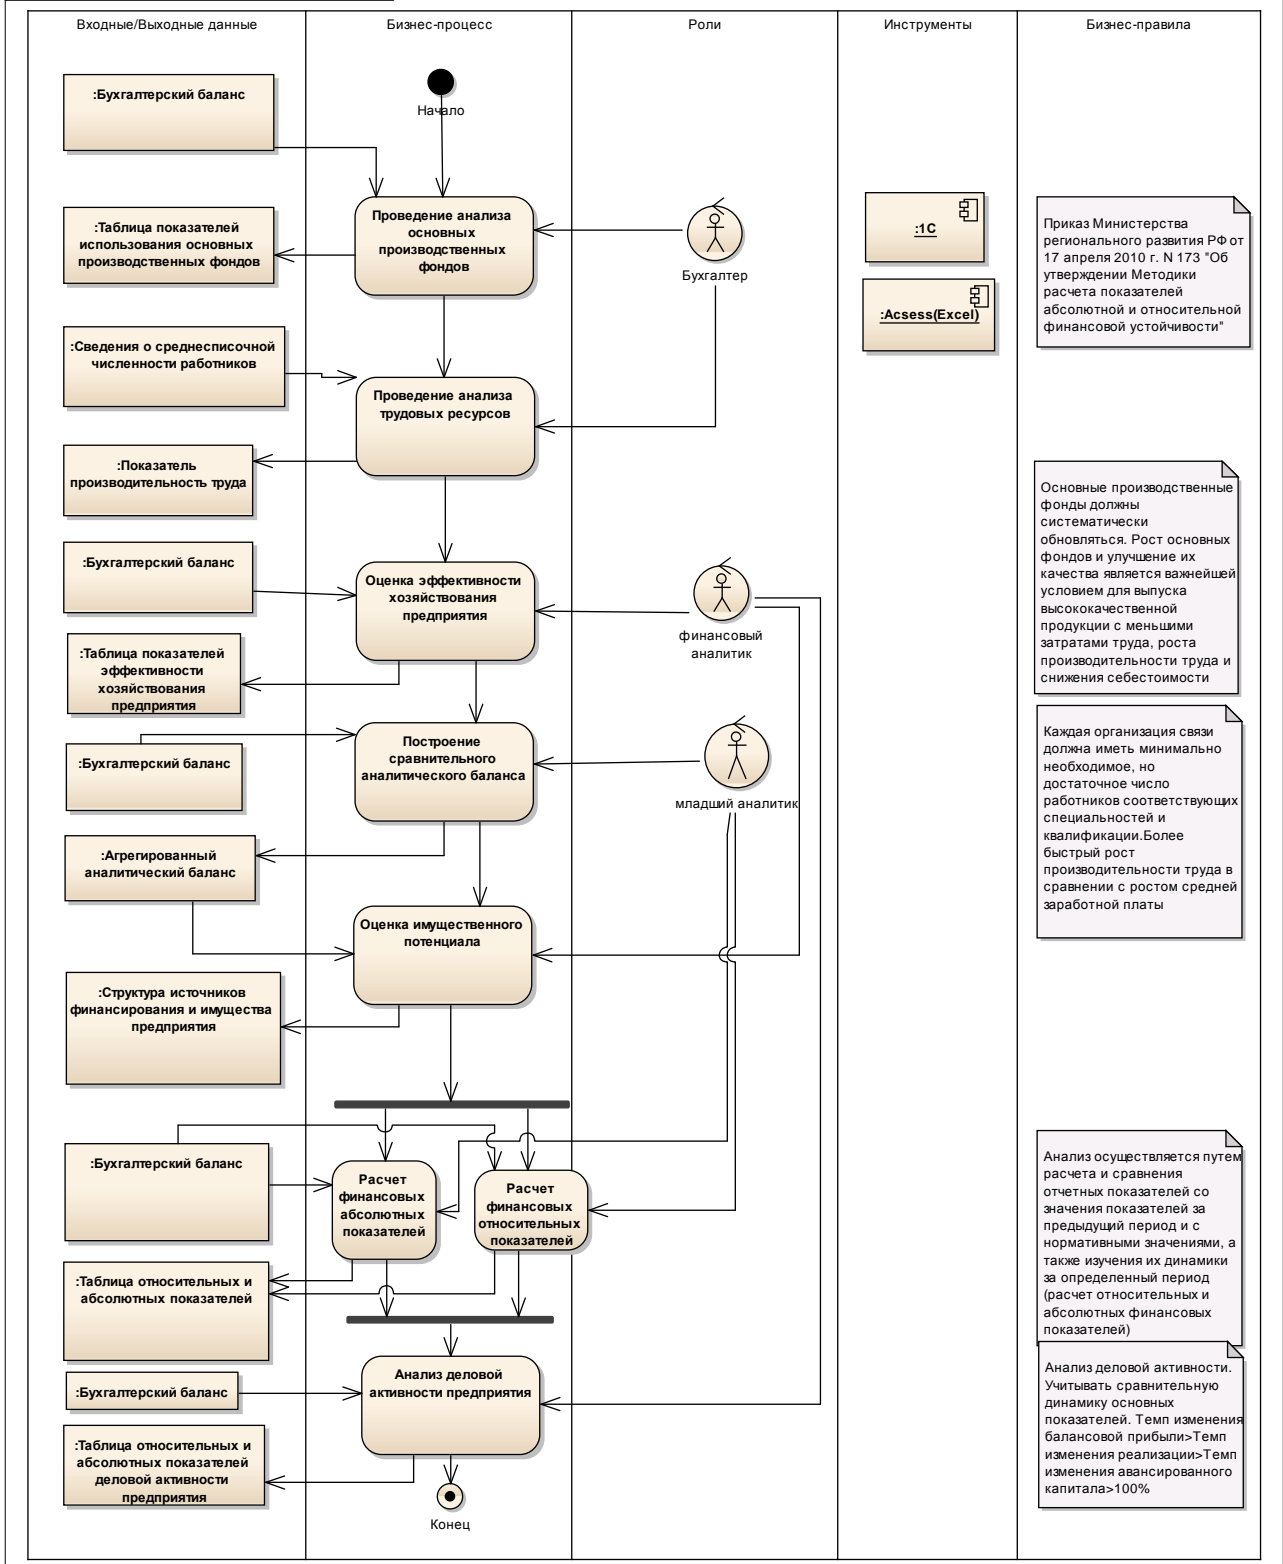 Входные/Выходные данные
Бизнес-процесс
Роли
Инструменты
Бизнес-правила
:Бухгалтерский баланс
:Таблица показателей
использования основных
производственных фондов
:Сведения о среднесписочной
численности работников
:Показатель
производительность труда
:Бухгалтерский баланс
:Таблица показателей
эффективности
хозяйствования
предприятия
:Бухгалтерский баланс
:Агрегированный
аналитический баланс
:Структура источников
финансирования и имущества
предприятия
:Бухгалтерский баланс
:Таблица относительных и
абсолютных показателей
:Бухгалтерский баланс
:Таблица относительных и
абсолютных показателей
деловой активности
предприятия
Начало
Проведение анализа
основных
производственных
фондов
Проведение анализа
трудовых ресурсов
Оценка эффективности
хозяйствования
предприятия
Построение
сравнительного
аналитического баланса
Оценка имущественного
потенциала
Расчет
финансовых
абсолютных
показателей
Расчет
финансовых
относительных
показателей
Анализ деловой
активности предприятия
Конец
Бухгалтер
финансовый
аналитик
младший аналитик
:1С
:Acsess(Excel)
Приказ Министерства
регионального развития РФ от
17 апреля 2010 г. N 173 "Об
утверждении Методики
расчета показателей
абсолютной и относительной
финансовой устойчивости"
Основные производственные
фонды должны
систематически
обновляться. Рост основных
фондов и улучшение их
качества является важнейшей
условием для выпуска
высококачественной
продукции с меньшими
затратами труда, роста
производительности труда и
снижения себестоимости
Каждая организация связи
должна иметь минимально
необходимое, но
достаточное число
работников соответствующих
специальностей и
квалификации.Более
быстрый рост
производительности труда в
сравнении с ростом средней
заработной платы
Анализ осуществляется путем
расчета и сравнения
отчетных показателей со
значения показателей за
предыдущий период и с
нормативными значениями, а
также изучения их динамики
за определенный период
(расчет относительных и
абсолютных финансовых
показателей)
Анализ деловой активности.
Учитывать сравнительную
динамику основных
показателей. Темп изменения
балансовой прибыли>Темп
изменения реализации>Темп
изменения авансированного
капитала>100%